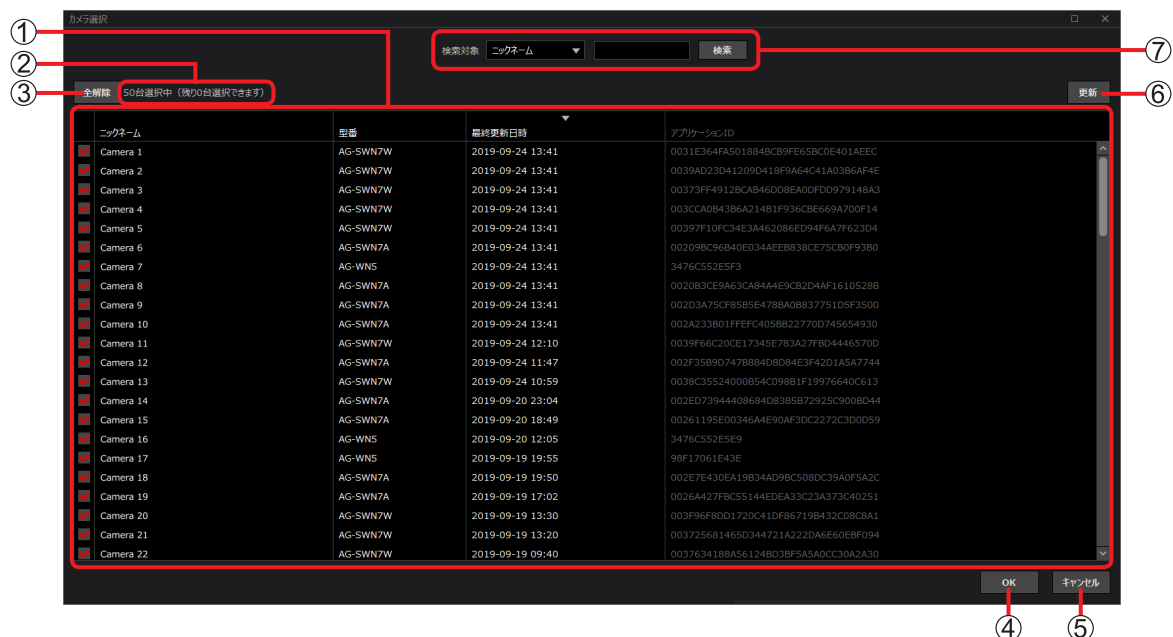 カメラ選択
① 検索対象 ニックネーム 検索 ⑦
②
③ 全解除 50台選択中（残り0台選択できます） 更新 ⑥
ニックネーム 型番 最終更新日時 アプリケーションID
Camera 1 AG-SWN7W 2019-09-24 13:41 0031E364FA501884BCB9FE65BC0E401AEEC
Camera 2 AG-SWN7W 2019-09-24 13:41 0039AD23D41209D418F9A64C41A03B6AF4E
Camera 3 AG-SWN7W 2019-09-24 13:41 00373FF4912BCAB46DD8EA0DFDD979148A3
Camera 4 AG-SWN7W 2019-09-24 13:41 003CCA0B43B6A214B1F936CBE669A700F14
Camera 5 AG-SWN7W 2019-09-24 13:41 00397F10FC34E3A462086ED94F6A7F623D4
Camera 6 AG-SWN7A 2019-09-24 13:41 00209BC96B40E034AEEB838CE75CB0F93B0
Camera 7 AG-WN5 2019-09-24 13:41 3476C552E5F3
Camera 8 AG-SWN7A 2019-09-24 13:41 0020B3CE9A63CA84A4E9CB2D4AF1610528B
Camera 9 AG-SWN7A 2019-09-24 13:41 002D3A75CF85B5E478BA0B837751D5F3500
Camera 10 AG-SWN7A 2019-09-24 13:41 002A233B01FFEFC405BB22770D745654930
Camera 11 AG-SWN7W 2019-09-24 12:10 0039F66C20CE17345E783A27FBD4446570D
Camera 12 AG-SWN7A 2019-09-24 11:47 002F35B9D747B884D8D84E3F42D1A5A7744
Camera 13 AG-SWN7W 2019-09-24 10:59 0038C35524000B54C098B1F19976640C613
Camera 14 AG-SWN7A 2019-09-20 23:04 002ED73944408684D83B5B72925C900BD44
Camera 15 AG-SWN7A 2019-09-20 18:49 00261195E00346A4E90AF3DC2272C3D0D59
Camera 16 AG-WN5 2019-09-20 12:05 3476C552E5E9
Camera 17 AG-WN5 2019-09-19 19:55 98F17061E43E
Camera 18 AG-SWN7A 2019-09-19 19:50 002E7E430EA19B34AD9BC508DC39A0F5A2C
Camera 19 AG-SWN7A 2019-09-19 17:02 0026A427FBC55144EDEA33C23A373C40251
Camera 20 AG-SWN7W 2019-09-19 13:30 003F96F8DD1720C41DF86719B432C08C8A1
Camera 21 AG-SWN7W 2019-09-19 13:20 003725681465D344721A222DA6E60EBF094
Camera 22 AG-SWN7W 2019-09-19 09:40 0037634188A56124BD3BF5A5A0CC30A2A30
OK キャンセル
④ ⑤